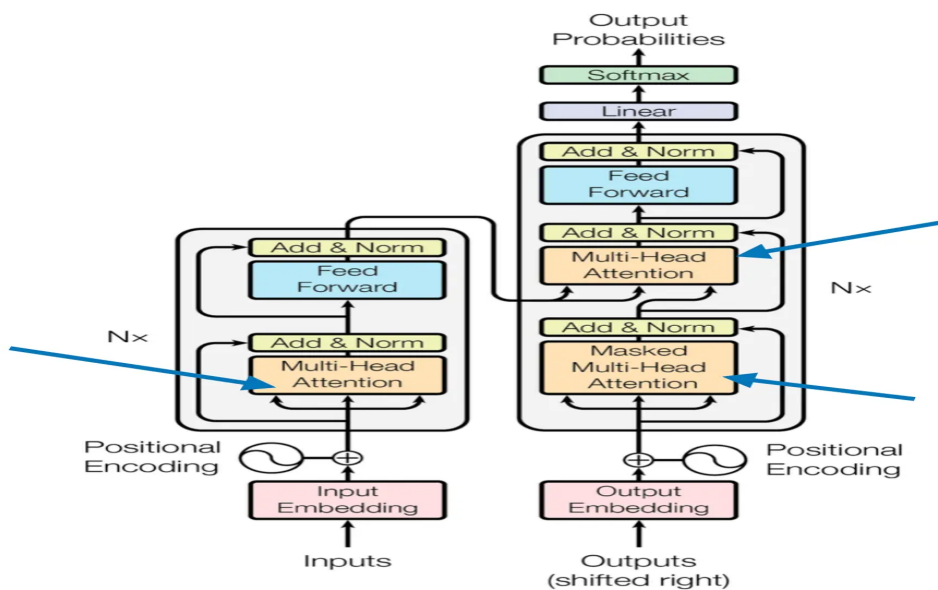 Output
Probabilities
Softmax
Linear
Add & Norm
Feed
Forward
Add & Norm
Multi-Head
Attention
Add & Norm
Masked
Multi-Head
Attention
Nx
Add & Norm
Feed
Forward
Add & Norm
Multi-Head
Attention
Nx
Positional
Encoding
Positional
Encoding
Input
Embedding
Output
Embedding
Inputs
Outputs
(shifted right)